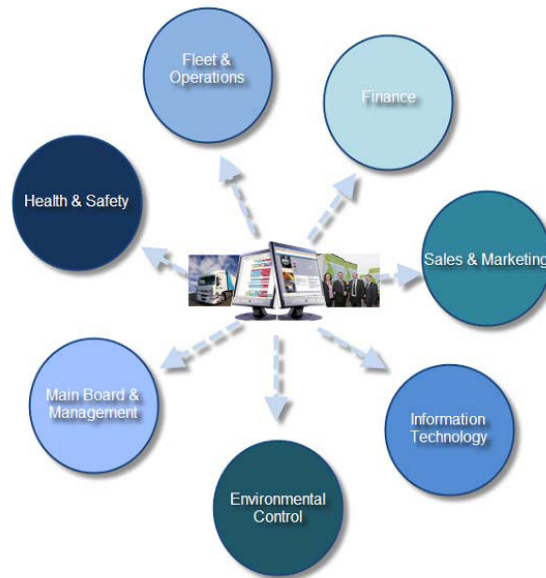 Fleet &
Operations
Finance
Health & Safety
Sales & Marketing
Main Board &
Management
Information
Technology
Environmental
Control